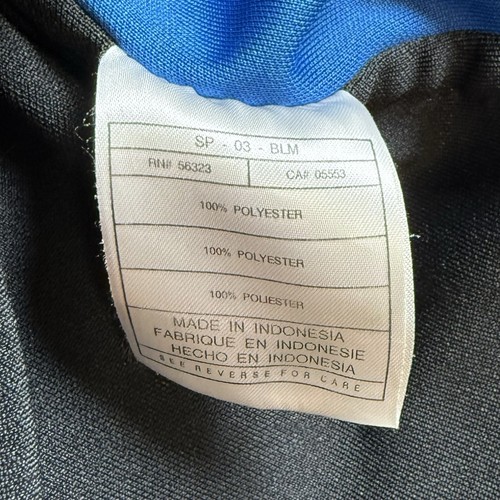 SP - 03 - BLM
RN# 56323 CA# 05553
100% POLYESTER
100% POLYESTER
100% POLIESTER
MADE IN INDONESIA
FABRIQUE EN INDONESIE
HECHO EN INDONESIA
SEE REVERSE FOR CARE